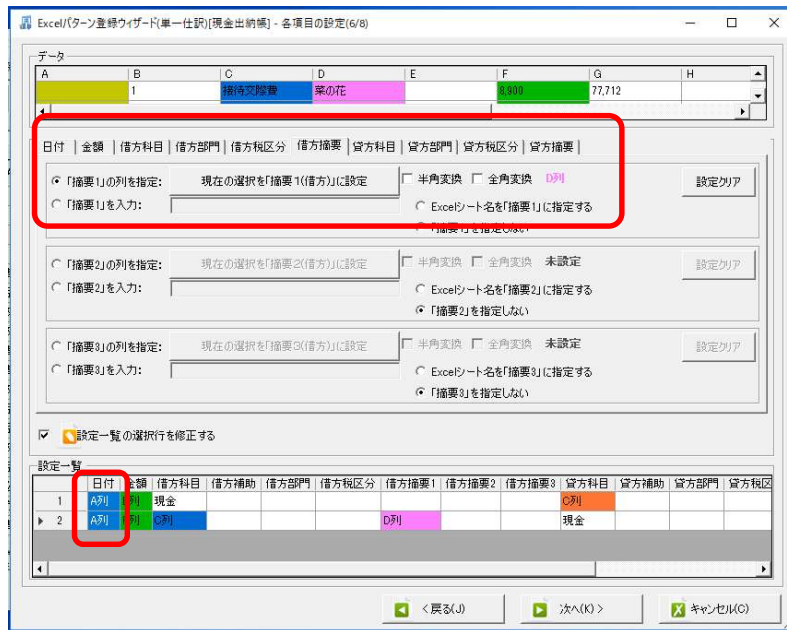 Excelパターン登録ウィザード(単一仕訳)[現金出納帳] - 各項目の設定(6/8)
データ
A B C D E F G H
1 接待交際費 菜の花 8,900 77,712
日付 金額 借方科目 借方部門 借方税区分 借方摘要 貸方科目 貸方部門 貸方税区分 貸方摘要
「摘要1」の列を指定: 現在の選択を「摘要1(借方)」に設定 半角変換 全角変換 D列 設定クリア
「摘要1」を入力: Excelシート名を「摘要1」に指定する
「摘要1」を指定しない
「摘要2」の列を指定: 現在の選択を「摘要2(借方)」に設定 半角変換 全角変換 未設定 設定クリア
「摘要2」を入力: Excelシート名を「摘要2」に指定する
「摘要2」を指定しない
「摘要3」の列を指定: 現在の選択を「摘要3(借方)」に設定 半角変換 全角変換 未設定 設定クリア
「摘要3」を入力: Excelシート名を「摘要3」に指定する
「摘要3」を指定しない
設定一覧の選択行を修正する
設定一覧
日付 金額 借方科目 借方補助 借方部門 借方税区分 借方摘要1 借方摘要2 借方摘要3 貸方科目 貸方補助 貸方部門 貸方税区
1 A列 現金 C列
2 A列 C列 D列 現金
<戻る(J) 次へ(K)> キャンセル(C)